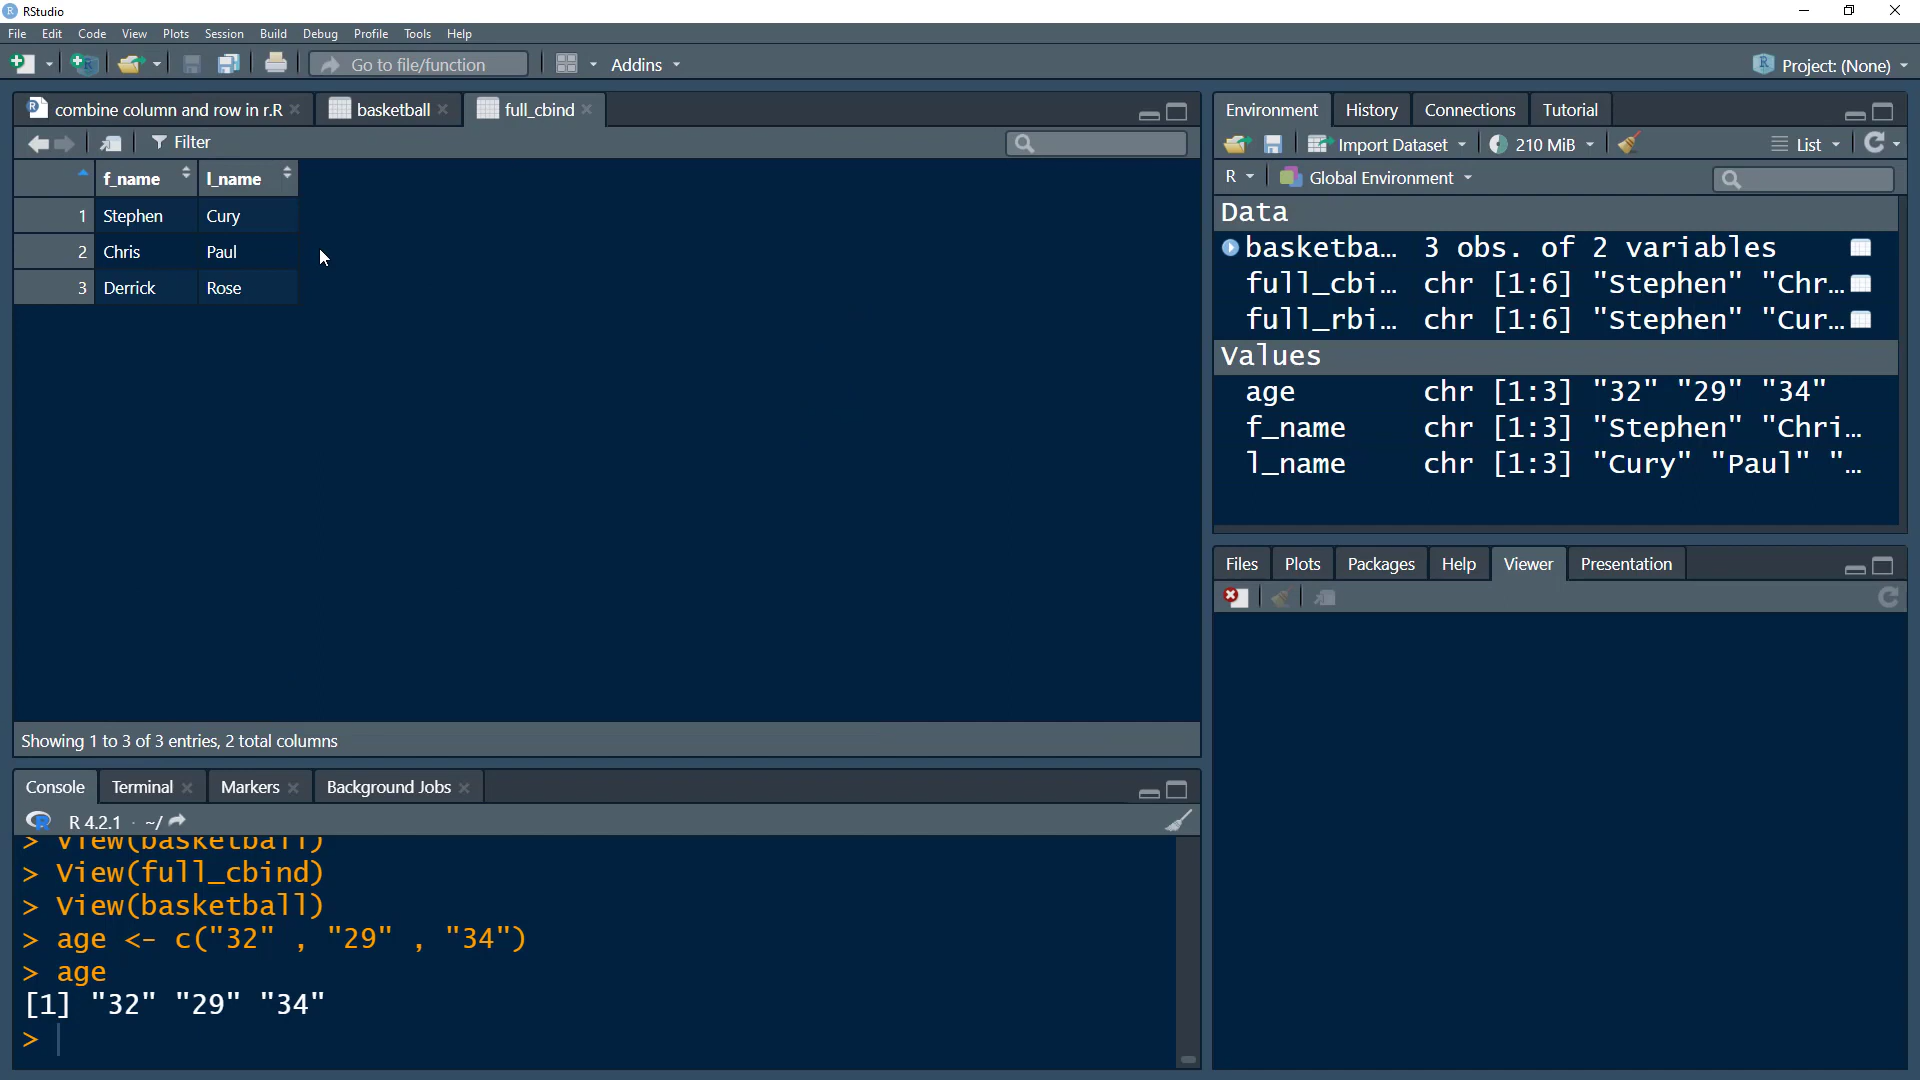 RStudio
File Edit Code View Plots Session Build Debug Profile Tools Help
Go to file/function Addins Project: (None)
combine column and row in r.R basketball full_cbind
Filter
f_name l_name
1 Stephen Cury
2 Chris Paul
3 Derrick Rose
Showing 1 to 3 of 3 entries, 2 total columns
Console Terminal Markers Background Jobs
R 4.2.1 · ~/
> View(basketball)
> View(full_cbind)
> View(basketball)
> age <- c("32" , "29" , "34")
> age
[1] "32" "29" "34"
>
Environment History Connections Tutorial
Import Dataset 210 MiB List
R Global Environment
Data
basketba… 3 obs. of 2 variables
full_cbi… chr [1:6] "Stephen" "Chr…
full_rbi… chr [1:6] "Stephen" "Cur…
Values
age chr [1:3] "32" "29" "34"
f_name chr [1:3] "Stephen" "Chri…
l_name chr [1:3] "Cury" "Paul" "…
Files Plots Packages Help Viewer Presentation